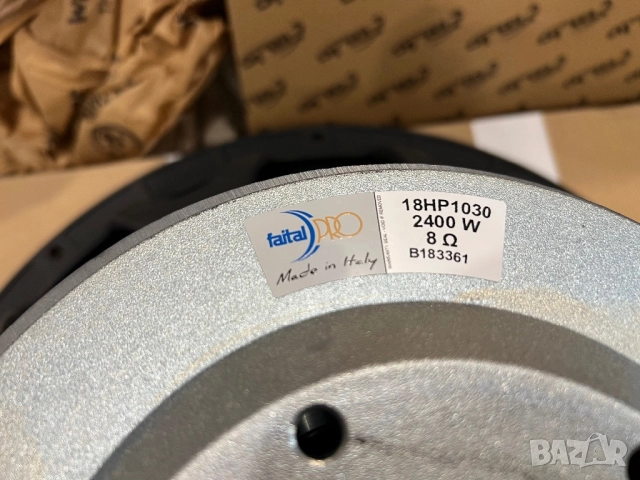 faital PRO
Made in Italy
18HP1030
2400 W
8 Ω
B183361
BAZAR